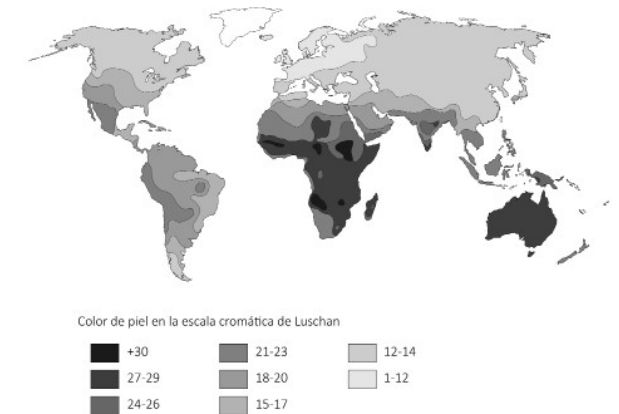 Color de piel en la escala cromática de Luschan
+30 21-23 12-14
27-29 18-20 1-12
24-26 15-17